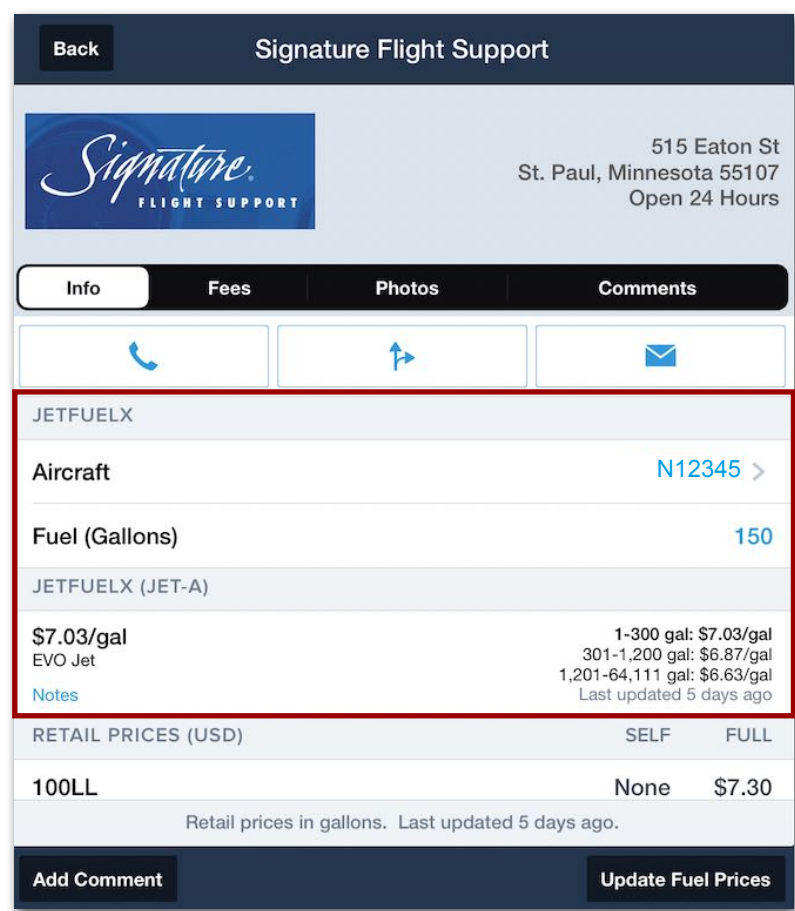 Back
Signature Flight Support
Signature.
FLIGHT SUPPORT
515 Eaton St
St. Paul, Minnesota 55107
Open 24 Hours
Info Fees Photos Comments
JETFUELX
Aircraft N12345
Fuel (Gallons) 150
JETFUELX (JET-A)
$7.03/gal
EVO Jet
Notes
1-300 gal: $7.03/gal
301-1,200 gal: $6.87/gal
1,201-64,111 gal: $6.63/gal
Last updated 5 days ago
RETAIL PRICES (USD) SELF FULL
100LL None $7.30
Retail prices in gallons. Last updated 5 days ago.
Add Comment Update Fuel Prices